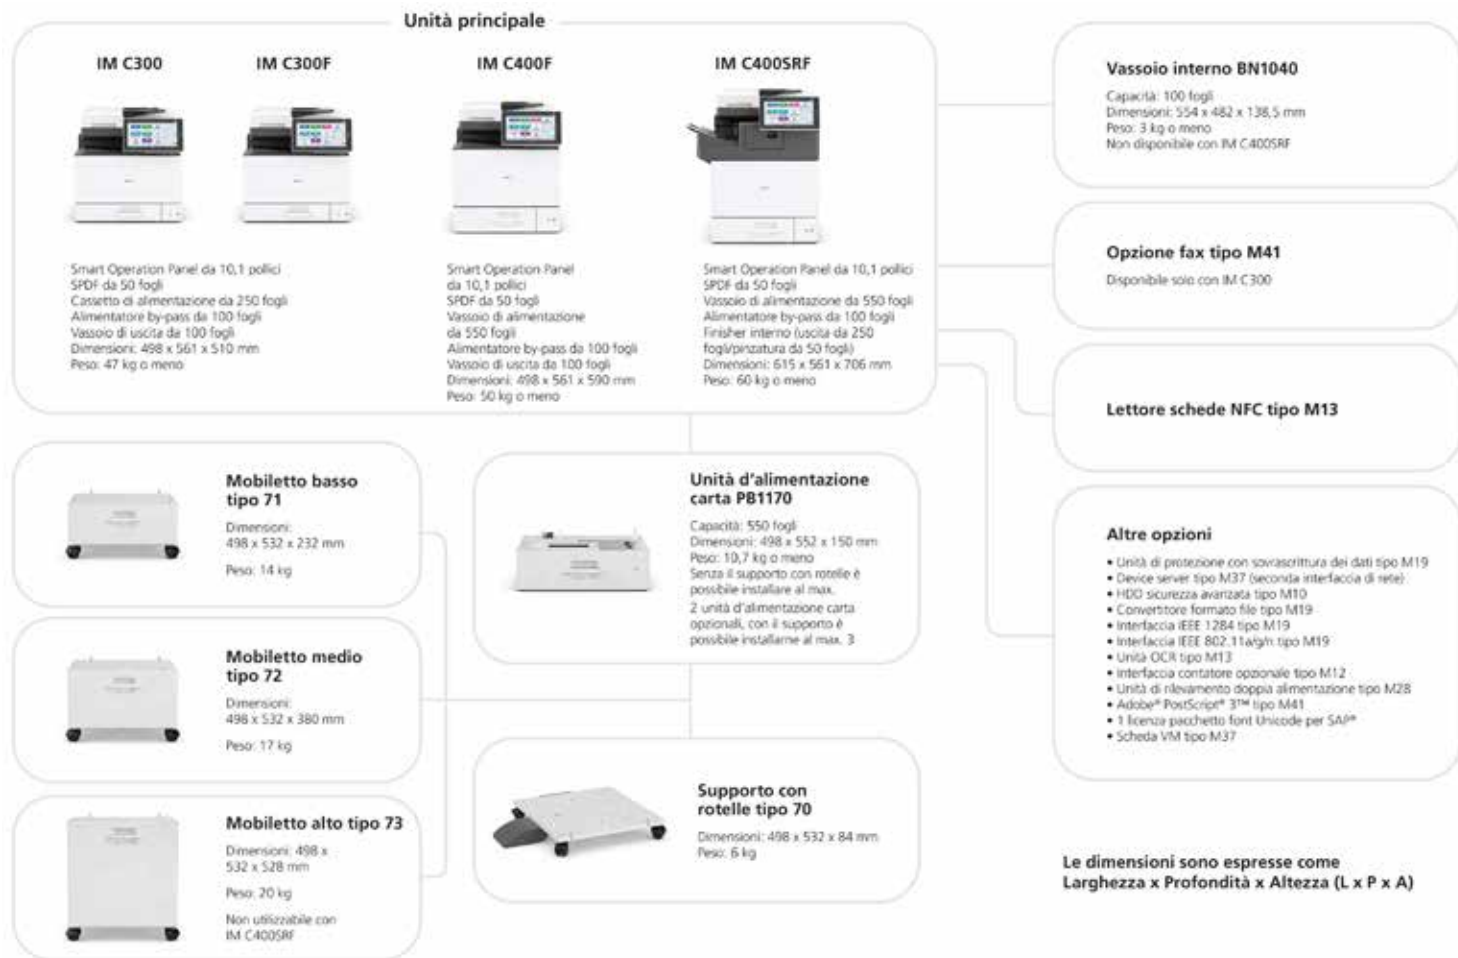 Unità principale
IM C300
IM C300F
IM C400F
IM C400SRF
Smart Operation Panel da 10,1 pollici
SPDF da 50 fogli
Cassetto di alimentazione da 250 fogli
Alimentatore by-pass da 100 fogli
Vassoio di uscita da 100 fogli
Dimensioni: 498 x 561 x 510 mm
Peso: 47 kg o meno
Smart Operation Panel
da 10,1 pollici
SPDF da 50 fogli
Vassoio di alimentazione
da 550 fogli
Alimentatore by-pass da 100 fogli
Vassoio di uscita da 100 fogli
Dimensioni: 498 x 561 x 590 mm
Peso: 50 kg o meno
Smart Operation Panel da 10,1 pollici
SPDF da 50 fogli
Vassoio di alimentazione da 550 fogli
Alimentatore by-pass da 100 fogli
Finisher interno (uscita da 250
fogli/pinzatura da 50 fogli)
Dimensioni: 615 x 561 x 706 mm
Peso: 60 kg o meno
Vassoio interno BN1040
Capacità: 100 fogli
Dimensioni: 554 x 482 x 138,5 mm
Peso: 3 kg o meno
Non disponibile con IM C400SRF
Opzione fax tipo M41
Disponibile solo con IM C300
Lettore schede NFC tipo M13
Altre opzioni
• Unità di protezione con sovrascrittura dei dati tipo M19
• Device server tipo M37 (seconda interfaccia di rete)
• HDD sicurezza avanzata tipo M10
• Convertitore formato file tipo M19
• Interfaccia IEEE 1284 tipo M19
• Interfaccia IEEE 802.11a/g/n tipo M19
• Unità OCR tipo M13
• Interfaccia contatore opzionale tipo M12
• Unità di rilevamento doppia alimentazione tipo M28
• Adobe® PostScript® 3™ tipo M41
• 1 licenza pacchetto font Unicode per SAP®
• Scheda VM tipo M37
Mobiletto basso
tipo 71
Dimensioni:
498 x 532 x 232 mm
Peso: 14 kg
Mobiletto medio
tipo 72
Dimensioni:
498 x 532 x 380 mm
Peso: 17 kg
Mobiletto alto tipo 73
Dimensioni: 498 x
532 x 528 mm
Peso: 20 kg
Non utilizzabile con
IM C400SRF
Unità d'alimentazione
carta PB1170
Capacità: 550 fogli
Dimensioni: 498 x 552 x 150 mm
Peso: 10,7 kg o meno
Senza il supporto con rotelle è
possibile installare al max.
2 unità d'alimentazione carta
opzionali, con il supporto è
possibile installarne al max. 3
Supporto con
rotelle tipo 70
Dimensioni: 498 x 532 x 84 mm
Peso: 6 kg
Le dimensioni sono espresse come
Larghezza x Profondità x Altezza (L x P x A)